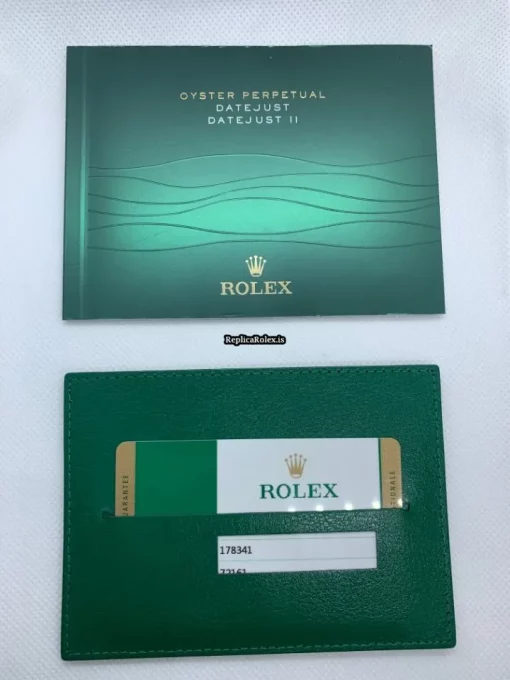 OYSTER PERPETUAL
DATEJUST
DATEJUST II
ROLEX
ReplicaRolex.is
ROLEX
178341